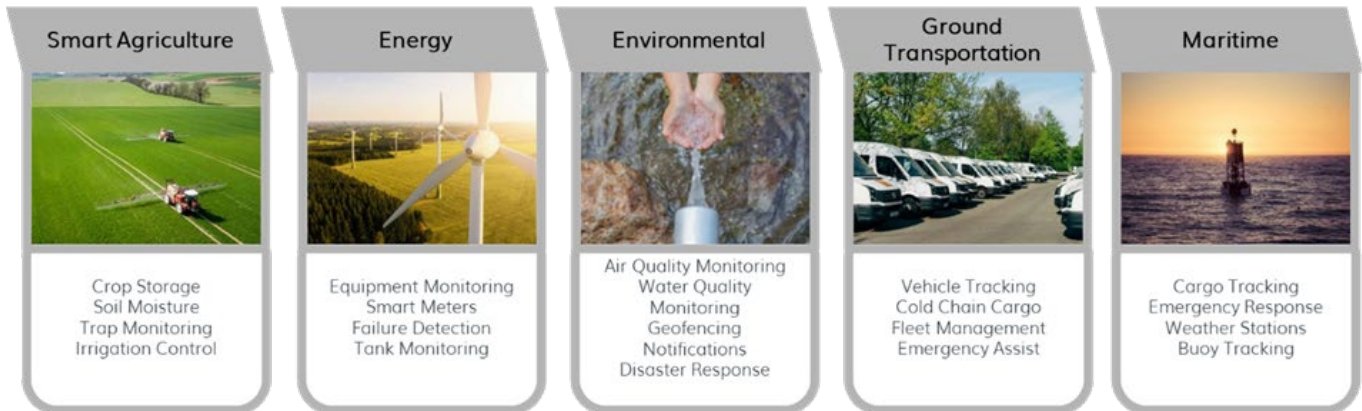 Smart Agriculture
Crop Storage
Soil Moisture
Trap Monitoring
Irrigation Control
Energy
Equipment Monitoring
Smart Meters
Failure Detection
Tank Monitoring
Environmental
Air Quality Monitoring
Water Quality
Monitoring
Geofencing
Notifications
Disaster Response
Ground
Transportation
Vehicle Tracking
Cold Chain Cargo
Fleet Management
Emergency Assist
Maritime
Cargo Tracking
Emergency Response
Weather Stations
Buoy Tracking